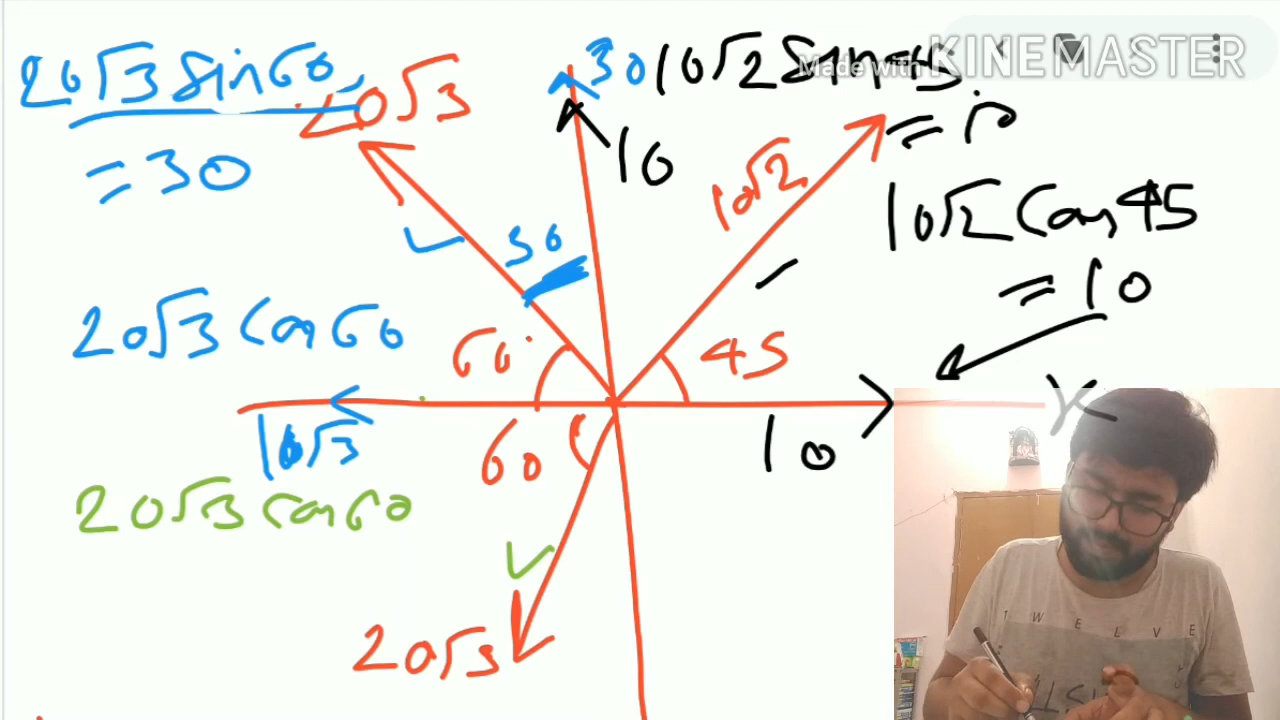 20√3 Sin60
= 30
20√3
30
10√2 Sin45
= 10
Made with KINEMASTER
10
10√2
10√2 Cos45
= 10
30
20√3 cos60
60°
45
X
10√3
60
10
20√3 cos60
20√3
TWELVE